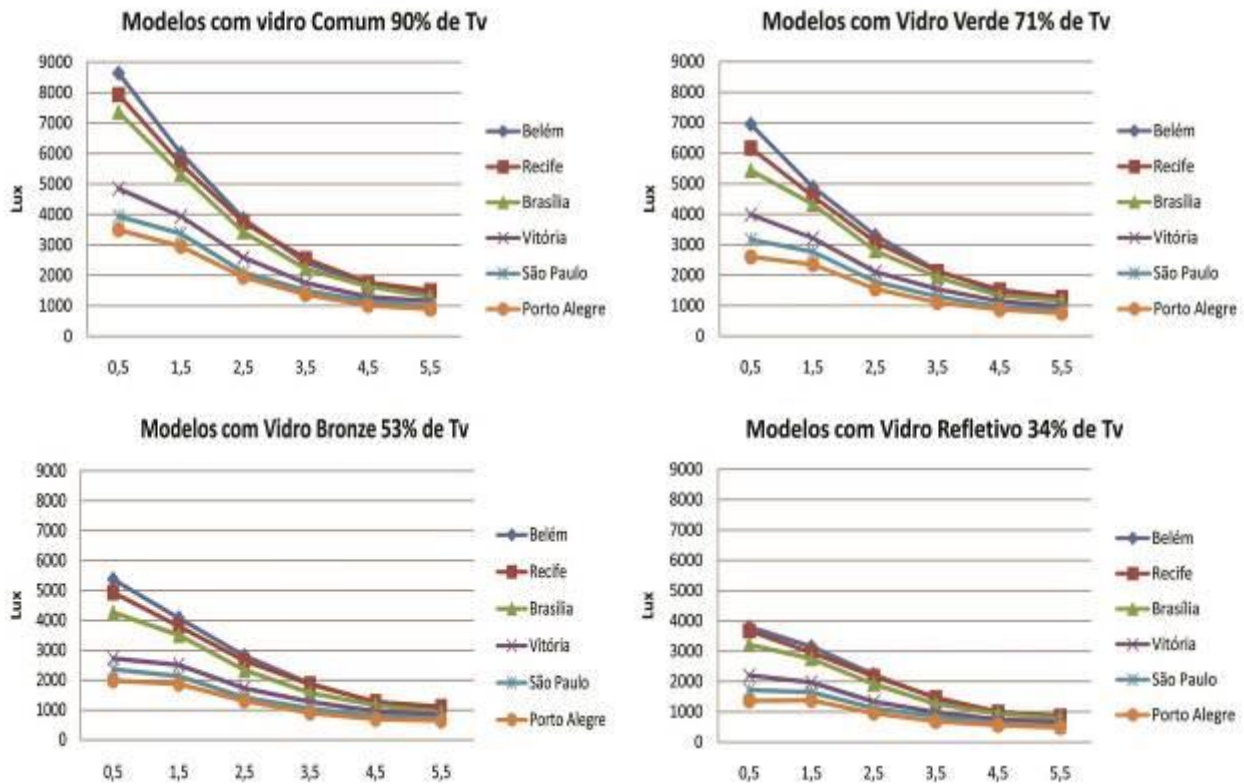 Modelos com vidro Comum 90% de Tv
9000
8000
7000
6000
5000
4000
3000
2000
1000
0
Lux
0,5 1,5 2,5 3,5 4,5 5,5
Belém
Recife
Brasília
Vitória
São Paulo
Porto Alegre
Modelos com Vidro Verde 71% de Tv
9000
8000
7000
6000
5000
4000
3000
2000
1000
0
Lux
0,5 1,5 2,5 3,5 4,5 5,5
Belém
Recife
Brasília
Vitória
São Paulo
Porto Alegre
Modelos com Vidro Bronze 53% de Tv
9000
8000
7000
6000
5000
4000
3000
2000
1000
0
Lux
0,5 1,5 2,5 3,5 4,5 5,5
Belém
Recife
Brasília
Vitória
São Paulo
Porto Alegre
Modelos com Vidro Refletivo 34% de Tv
9000
8000
7000
6000
5000
4000
3000
2000
1000
0
Lux
0,5 1,5 2,5 3,5 4,5 5,5
Belém
Recife
Brasília
Vitória
São Paulo
Porto Alegre